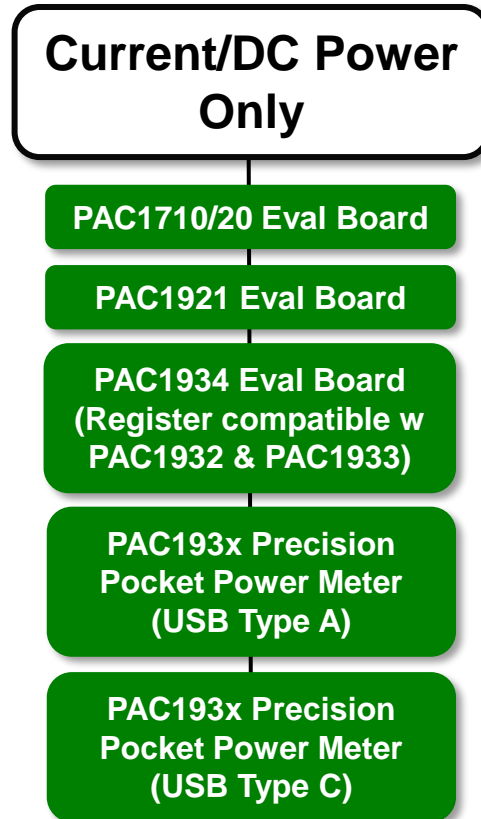 Current/DC Power
Only
PAC1710/20 Eval Board
PAC1921 Eval Board
PAC1934 Eval Board
(Register compatible w
PAC1932 & PAC1933)
PAC193x Precision
Pocket Power Meter
(USB Type A)
PAC193x Precision
Pocket Power Meter
(USB Type C)